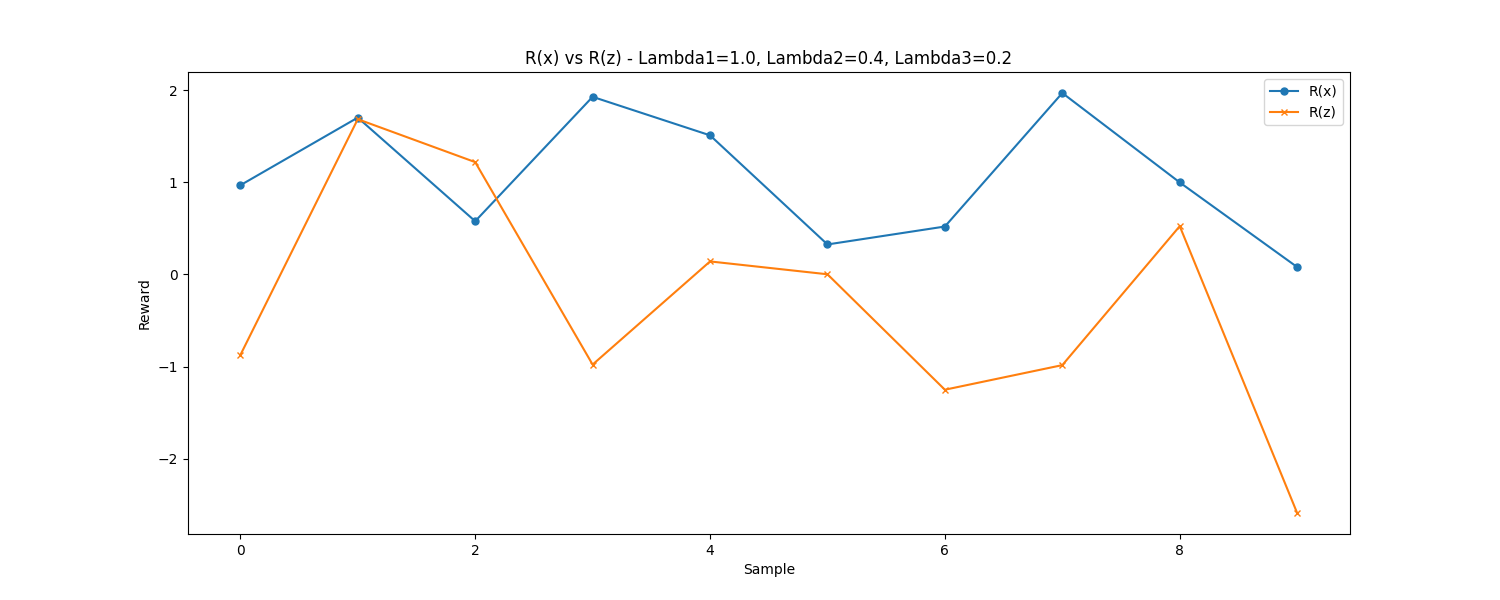 R(x) vs R(z) - Lambda1=1.0, Lambda2=0.4, Lambda3=0.2
R(x)
R(z)
2
1
0
−1
−2
Reward
0 2 4 6 8
Sample